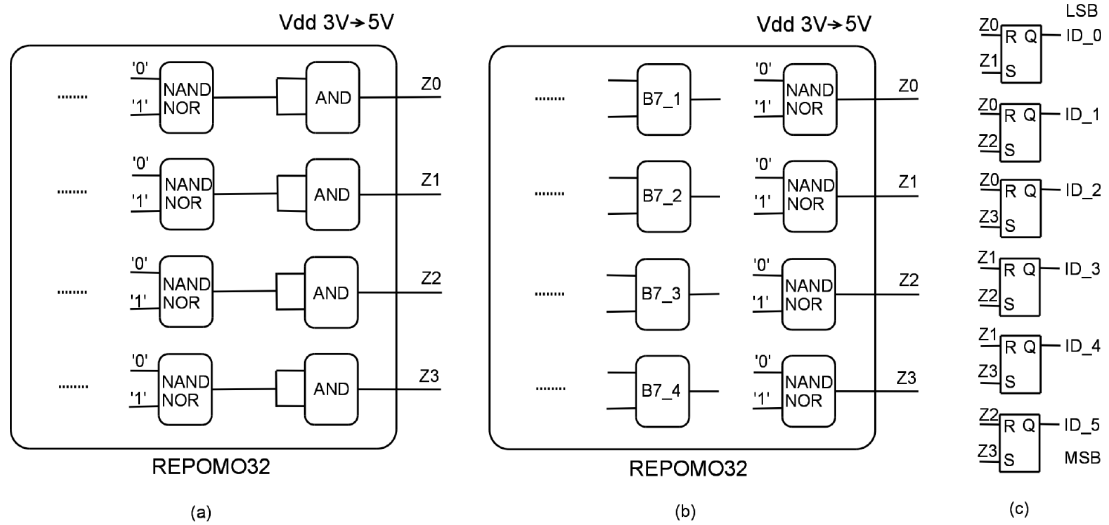 Vdd 3V→5V
'0'
'1'
NAND
NOR
AND
Z0
'0'
'1'
NAND
NOR
AND
Z1
'0'
'1'
NAND
NOR
AND
Z2
'0'
'1'
NAND
NOR
AND
Z3
REPOMO32
(a)
Vdd 3V→5V
B7_1
'0'
'1'
NAND
NOR
Z0
B7_2
'0'
'1'
NAND
NOR
Z1
B7_3
'0'
'1'
NAND
NOR
Z2
B7_4
'0'
'1'
NAND
NOR
Z3
REPOMO32
(b)
LSB
Z0 R Q ID_0
Z1 S
Z0 R Q ID_1
Z2 S
Z0 R Q ID_2
Z3 S
Z1 R Q ID_3
Z2 S
Z1 R Q ID_4
Z3 S
Z2 R Q ID_5
Z3 S MSB
(c)